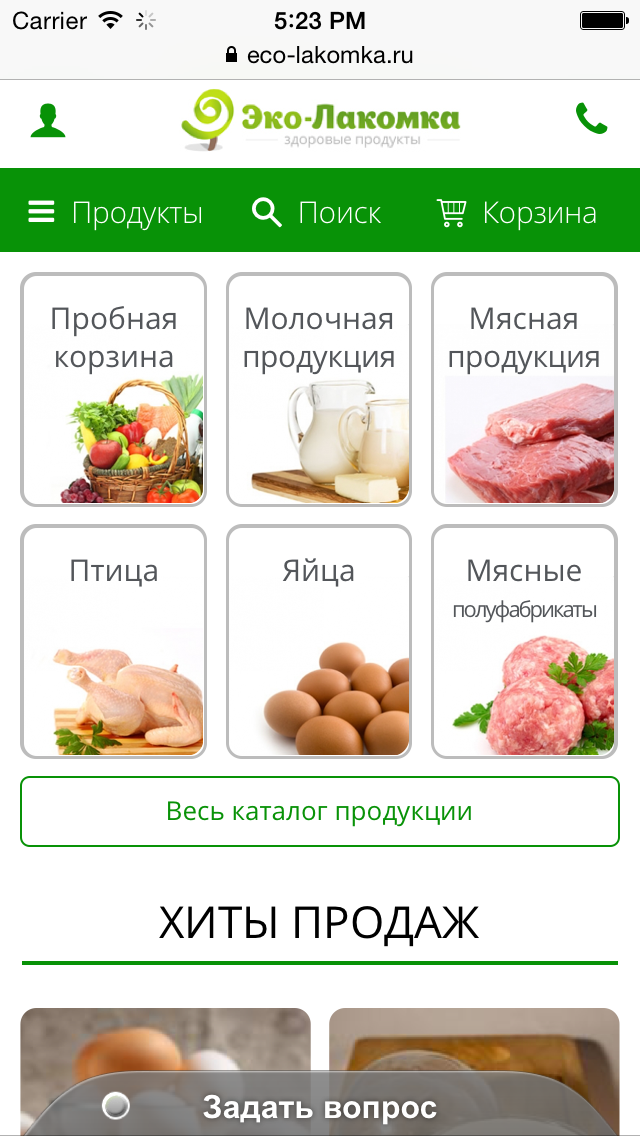 Carrier 5:23 PM
eco-lakomka.ru
Эко-Лакомка
здоровые продукты
Продукты Поиск Корзина
Пробная корзина
Молочная продукция
Мясная продукция
Птица
Яйца
Мясные полуфабрикаты
Весь каталог продукции
ХИТЫ ПРОДАЖ
Задать вопрос